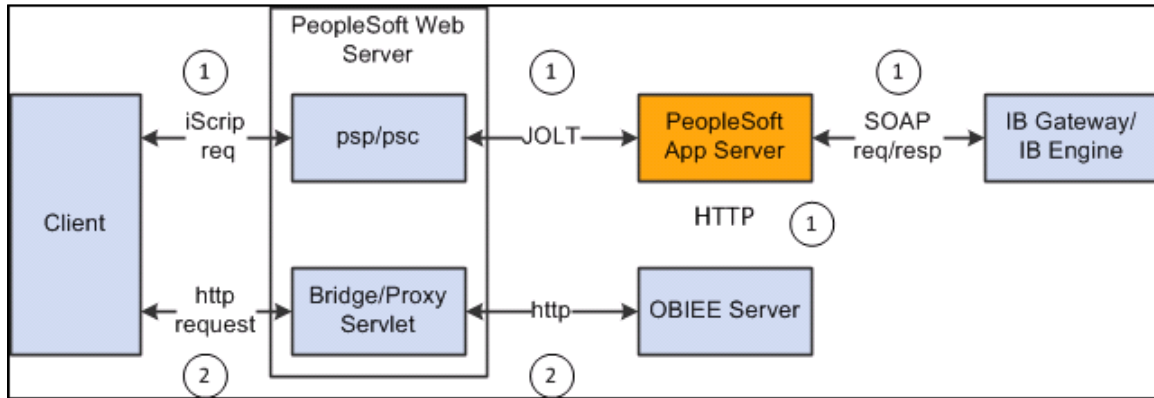 PeopleSoft Web
Server
1
1
1
iScrip
req
psp/psc
JOLT
PeopleSoft
App Server
SOAP
req/resp
IB Gateway/
IB Engine
Client
HTTP
1
http
request
Bridge/Proxy
Servlet
http
OBIEE Server
2
2